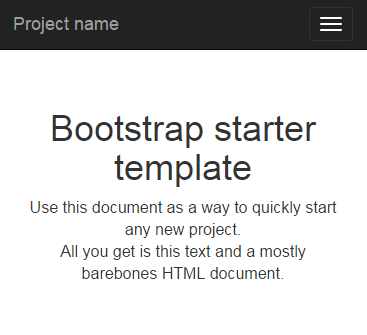 Project name
Bootstrap starter
template
Use this document as a way to quickly start
any new project.
All you get is this text and a mostly
barebones HTML document.